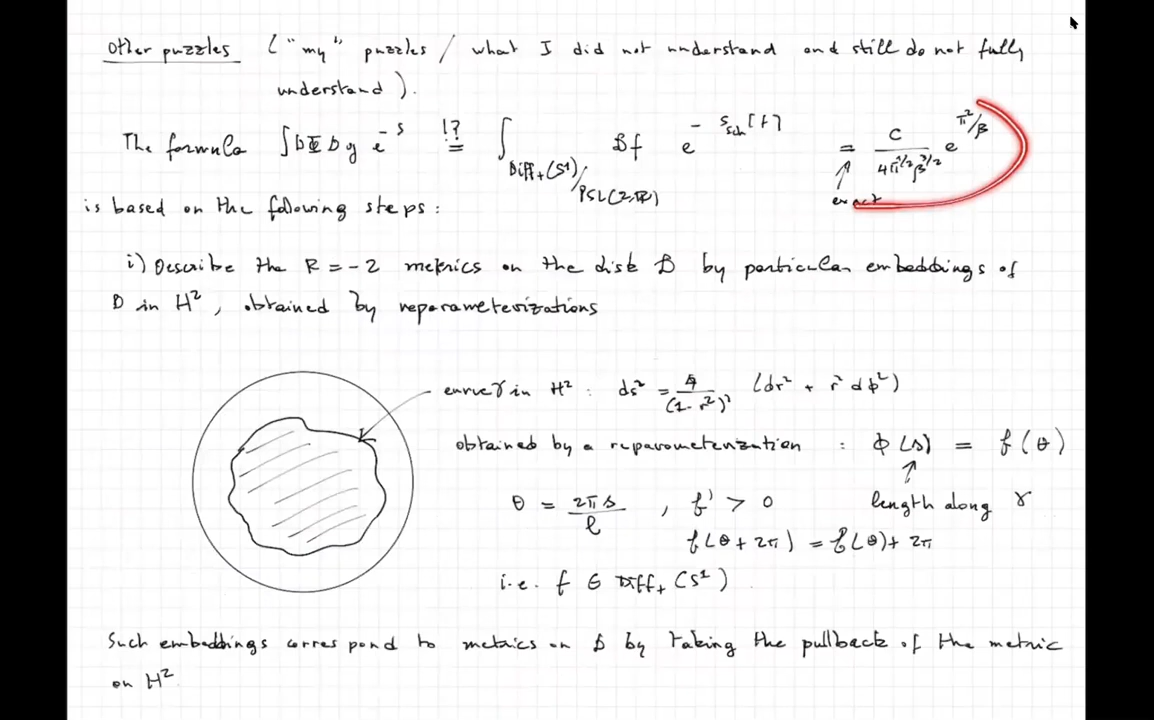 Other puzzles ("my" puzzles / what I did not understand and still do not fully
understand).
The formula ∫DΦ Dg e^{-S} =^{!?} ∫_{Diff₊(S¹)/PSL(2,ℝ)} Df e^{-S_{Sch}[f]} = C/(4π^{1/2}β^{3/2}) e^{π²/β}
exact
is based on the following steps:
i) Describe the R = -2 metrics on the disk D by particular embeddings of
D in H², obtained by reparameterizations
curve γ in H² : ds² = 4/(1-r²)² (dr² + r² dϕ²)
obtained by a reparameterization : ϕ(s) = f(θ)
θ = 2πs/ℓ , f' > 0 length along γ
f(θ+2π) = f(θ)+2π
i.e. f ∈ Diff₊(S¹)
Such embeddings correspond to metrics on D by taking the pullback of the metric
on H²